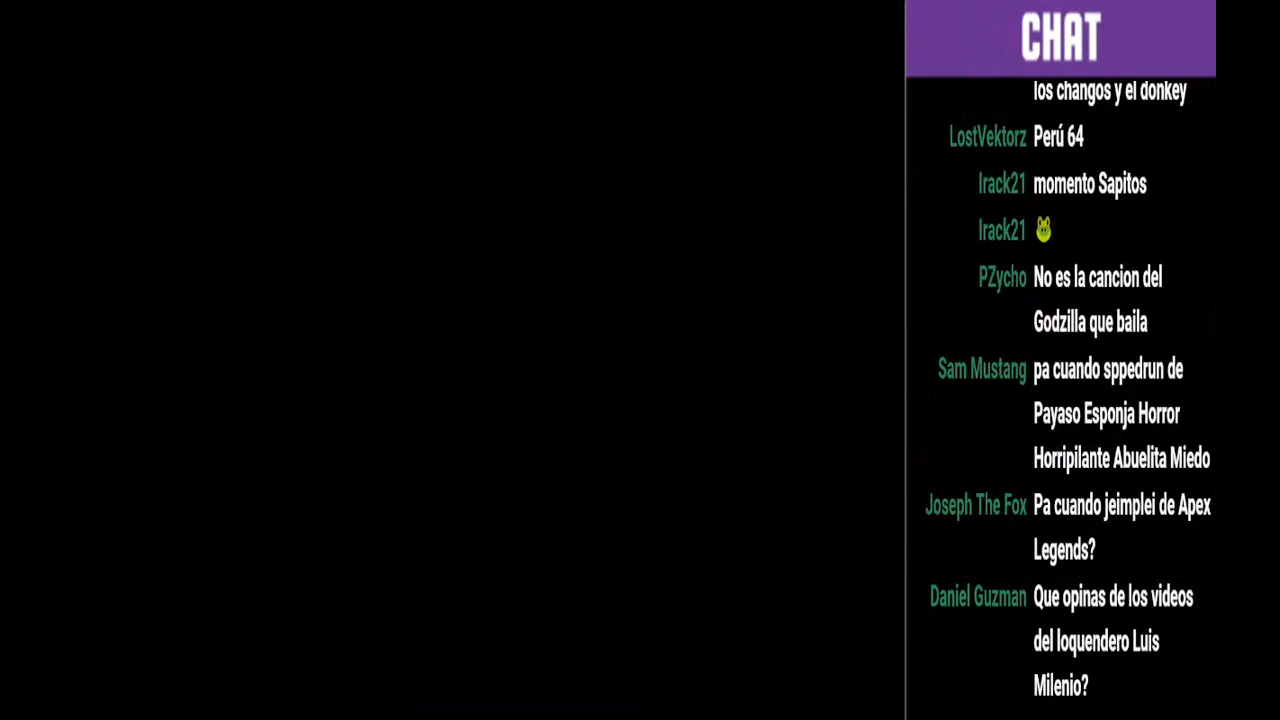 CHAT
los changos y el donkey
LostVektorz Perú 64
Irack21 momento Sapitos
Irack21 🐸
PZycho No es la cancion del
Godzilla que baila
Sam Mustang pa cuando sppedrun de
Payaso Esponja Horror
Horripilante Abuelita Miedo
Joseph The Fox Pa cuando jeimplei de Apex
Legends?
Daniel Guzman Que opinas de los videos
del loquendero Luis
Milenio?